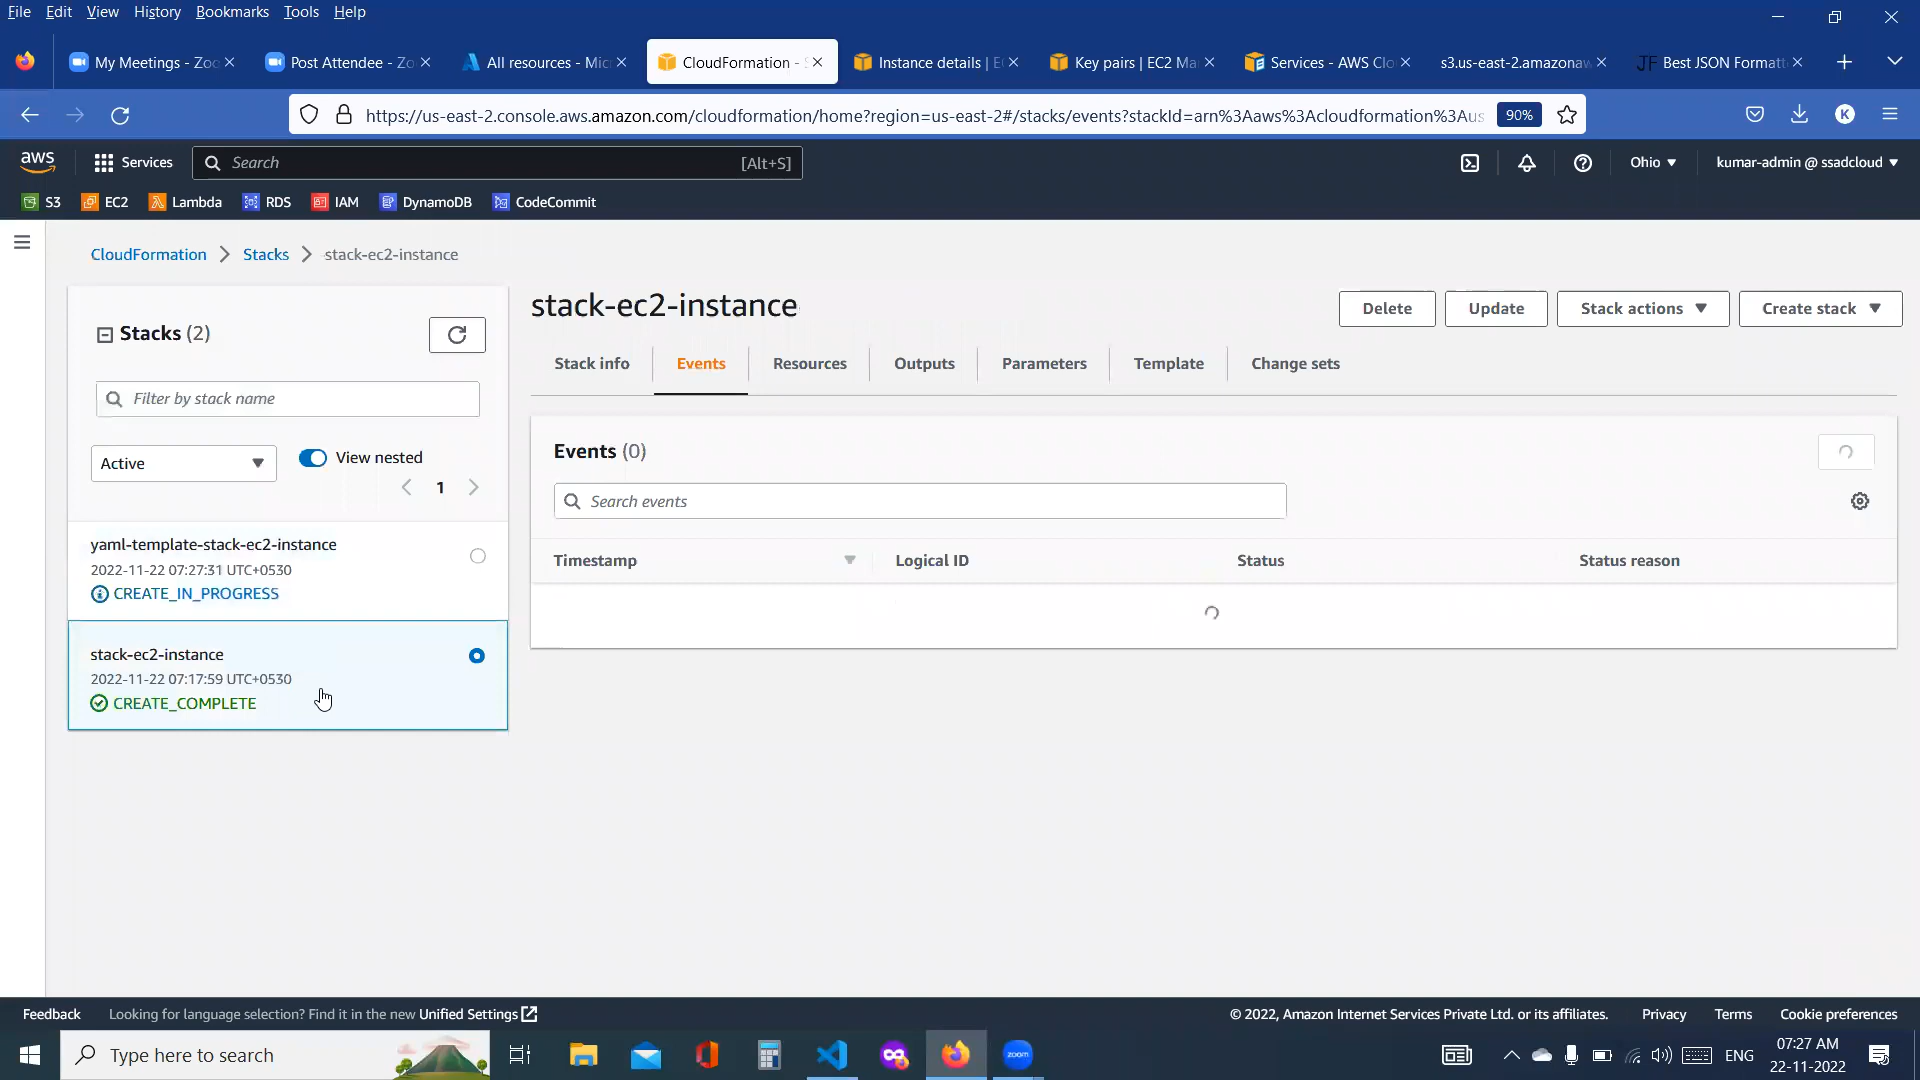 File Edit View History Bookmarks Tools Help
My Meetings - Zoo
Post Attendee - Zo
All resources - Mic
CloudFormation - S
Instance details | E
Key pairs | EC2 Ma
Services - AWS Clo
s3.us-east-2.amazonaw
JF Best JSON Formatt
https://us-east-2.console.aws.amazon.com/cloudformation/home?region=us-east-2#/stacks/events?stackId=arn%3Aaws%3Acloudformation%3Aus
90%
K
aws Services Search [Alt+S] Ohio kumar-admin @ ssadcloud
S3 EC2 Lambda RDS IAM DynamoDB CodeCommit
CloudFormation Stacks stack-ec2-instance
Stacks (2)
Filter by stack name
Active
View nested
1
yaml-template-stack-ec2-instance
2022-11-22 07:27:31 UTC+0530
CREATE_IN_PROGRESS
stack-ec2-instance
2022-11-22 07:17:59 UTC+0530
CREATE_COMPLETE
stack-ec2-instance
Delete Update Stack actions Create stack
Stack info Events Resources Outputs Parameters Template Change sets
Events (0)
Search events
Timestamp Logical ID Status Status reason
Feedback Looking for language selection? Find it in the new Unified Settings
© 2022, Amazon Internet Services Private Ltd. or its affiliates. Privacy Terms Cookie preferences
Type here to search
zoom
ENG
07:27 AM
22-11-2022